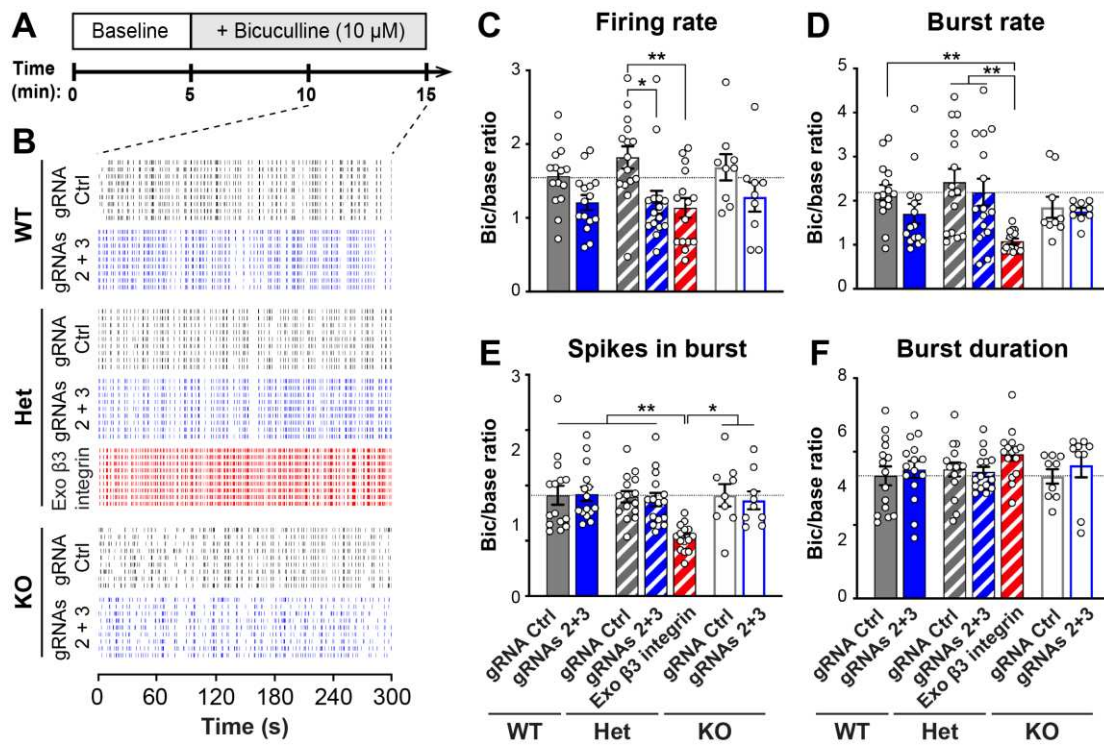 A
Baseline
+ Bicuculline (10 µM)
Time
(min):
0
5
10
15
B
WT
gRNA
Ctrl
gRNAs
2 + 3
Het
gRNA
Ctrl
gRNAs
2 + 3
Exo β3
integrin
KO
gRNA
Ctrl
gRNAs
2 + 3
0 60 120 180 240 300
Time (s)
C
Firing rate
Bic/base ratio
3
2
1
0
**
*
D
Burst rate
Bic/base ratio
5
4
3
2
1
0
**
**
E
Spikes in burst
Bic/base ratio
3
2
1
0
**
*
gRNA Ctrl
gRNAs 2+3
gRNA Ctrl
gRNAs 2+3
Exo β3 integrin
gRNA Ctrl
gRNAs 2+3
WT Het KO
F
Burst duration
Bic/base ratio
8
6
4
2
0
gRNA Ctrl
gRNAs 2+3
gRNA Ctrl
gRNAs 2+3
Exo β3 integrin
gRNA Ctrl
gRNAs 2+3
WT Het KO